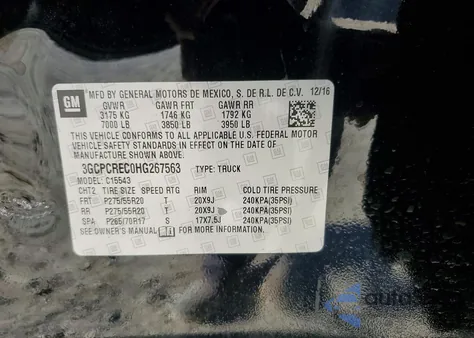 GM
MFD BY GENERAL MOTORS DE MEXICO, S. DE R.L. DE C.V. 12/16
GVWR GAWR FRT GAWR RR
3175 KG 1746 KG 1792 KG
7000 LB 3850 LB 3950 LB
THIS VEHICLE CONFORMS TO ALL APPLICABLE U.S. FEDERAL MOTOR
VEHICLE SAFETY STANDARDS IN EFFECT ON THE DATE OF
MANUFACTURE SHOWN ABOVE.
3GCPCREC0HG267563 TYPE: TRUCK
MODEL: C15543
CHT2 TIRE SIZE SPEED RTG RIM COLD TIRE PRESSURE
FRT P275/55R20 T 20X9J 240KPA(35PSI)
RR P275/55R20 T 20X9J 240KPA(35PSI)
SPA P265/70R17 S 17X7.5J 240KPA(35PSI)
SEE OWNER'S MANUAL FOR MORE INFORMATION